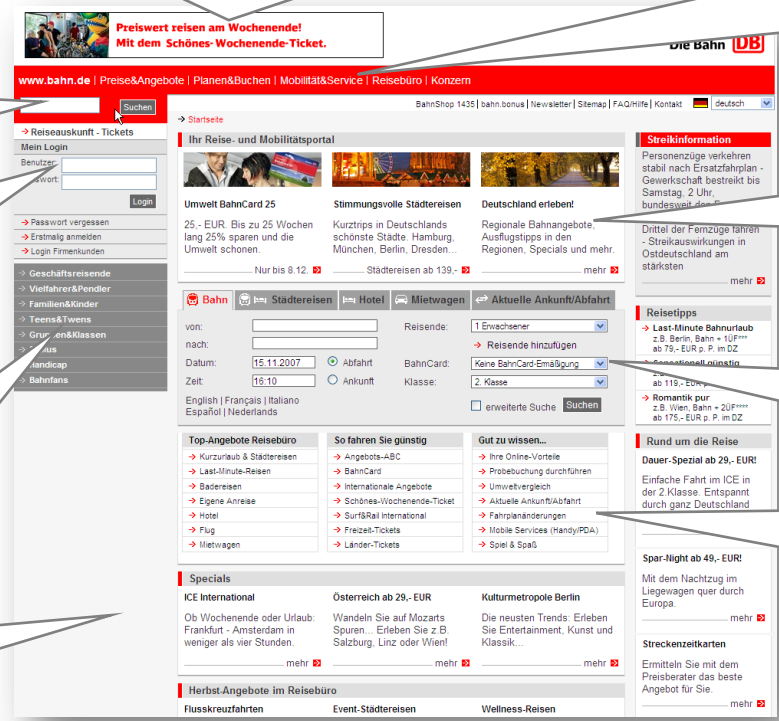 Preiswert reisen am Wochenende!
Mit dem Schönes-Wochenende-Ticket.
Die Bahn DB
www.bahn.de | Preise&Angebote | Planen&Buchen | Mobilität&Service | Reisebüro | Konzern
Suchen
BahnShop 1435 | bahn.bonus | Newsletter | Sitemap | FAQ/Hilfe | Kontakt deutsch
Startseite
Reiseauskunft - Tickets
Mein Login
Benutzer:
Login
Passwort vergessen
Erstmalig anmelden
Login Firmenkunden
Geschäftsreisende
Vielfahrer&Pendler
Familien&Kinder
Teens&Twens
Gruppen&Klassen
Handicap
Bahnfans
Ihr Reise- und Mobilitätsportal
Umwelt BahnCard 25
25,- EUR. Bis zu 25 Wochen
lang 25% sparen und die
Umwelt schonen.
Nur bis 8.12.
Stimmungsvolle Städtereisen
Kurztrips in Deutschlands
schönste Städte. Hamburg,
München, Berlin, Dresden...
Städtereisen ab 139,-
Deutschland erleben!
Regionale Bahnangebote,
Ausflugstipps in den
Regionen, Specials und mehr.
mehr
Bahn Städtereisen Hotel Mietwagen Aktuelle Ankunft/Abfahrt
von:
nach:
Datum: 15.11.2007 Abfahrt
Zeit: 16:10 Ankunft
English | Français | Italiano
Español | Nederlands
Reisende: 1 Erwachsener
Reisende hinzufügen
BahnCard: Keine BahnCard-Ermäßigung
Klasse: 2. Klasse
erweiterte Suche Suchen
Top-Angebote Reisebüro
Kurzurlaub & Städtereisen
Last-Minute-Reisen
Badereisen
Eigene Anreise
Hotel
Flug
Mietwagen
So fahren Sie günstig
Angebots-ABC
BahnCard
Internationale Angebote
Schönes-Wochenende-Ticket
Surf&Rail International
Freizeit-Tickets
Länder-Tickets
Gut zu wissen...
Ihre Online-Vorteile
Probebuchung durchführen
Umweltvergleich
Aktuelle Ankunft/Abfahrt
Fahrplanänderungen
Mobile Services (Handy/PDA)
Spiel & Spaß
Specials
ICE International
Ob Wochenende oder Urlaub:
Frankfurt - Amsterdam in
weniger als vier Stunden.
mehr
Österreich ab 29,- EUR
Wandeln Sie auf Mozarts
Spuren... Erleben Sie z.B.
Salzburg, Linz oder Wien!
mehr
Kulturmetropole Berlin
Die neusten Trends: Erleben
Sie Entertainment, Kunst und
Klassik...
mehr
Herbst-Angebote im Reisebüro
Flusskreuzfahrten
Event-Städtereisen
Wellness-Reisen
Streikinformation
Personenzüge verkehren
stabil nach Ersatzfahrplan -
Gewerkschaft bestreikt bis
Samstag, 2 Uhr,
bundesweit den
Drittel der Fernzüge fahren
- Streikauswirkungen in
Ostdeutschland am
stärksten
mehr
Reisetipps
Last-Minute Bahnurlaub
z.B. Berlin, Bahn + 1ÜF***
ab 79,- EUR p. P. im DZ
Sensationell günstig
ab 119,- EUR
Romantik pur
z.B. Wien, Bahn + 2ÜF****
ab 175,- EUR p. P. im DZ
Rund um die Reise
Dauer-Spezial ab 29,- EUR!
Einfache Fahrt im ICE in
der 2.Klasse. Entspannt
durch ganz Deutschland
Spar-Night ab 49,- EUR!
Mit dem Nachtzug im
Liegewagen quer durch
Europa.
mehr
Streckenzeitkarten
Ermitteln Sie mit dem
Preisberater das beste
Angebot für Sie.
mehr